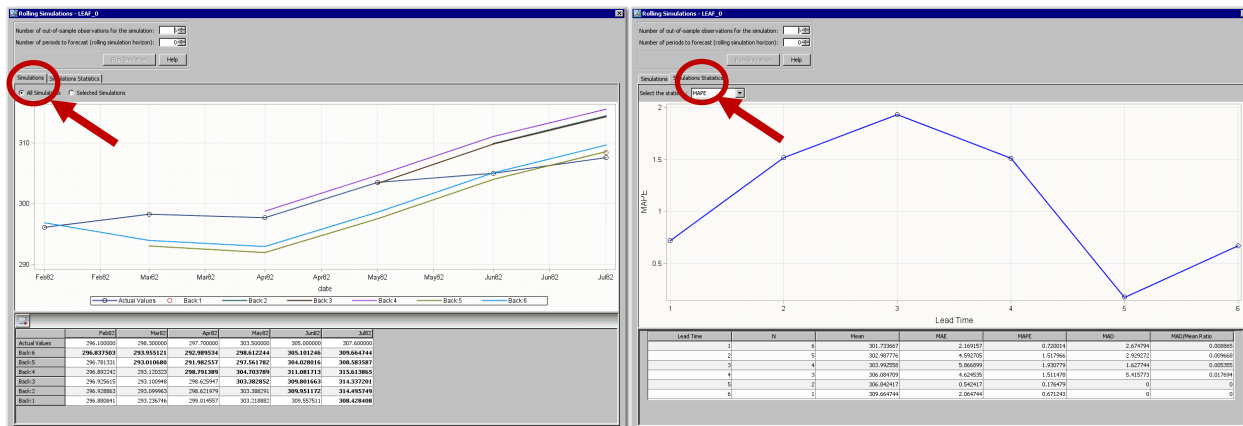 Rolling Simulations - LEAF_0
Number of out-of-sample observations for the simulation:
Number of periods to forecast (rolling simulation horizon): 0
Run Simulation Help
Simulations Simulations Statistics
All Simulations Selected Simulations
310
300
290
Feb82 Feb82 Mar82 Mar82 Apr82 Apr82 May82 May82 Jun82 Jun82 Jul82
date
Actual Values Back:1 Back:2 Back:3 Back:4 Back:5 Back:6
Feb82 Mar82 Apr82 May82 Jun82 Jul82
Actual Values 296.100000 298.300000 297.700000 303.500000 305.000000 307.600000
Back:6 296.837503 293.955121 292.989534 298.612244 305.101246 309.664744
Back:5 296.781331 293.010680 291.982557 297.561782 304.028016 308.583587
Back:4 296.892242 293.120323 298.791389 304.703789 311.081713 315.613865
Back:3 296.925615 293.100948 298.625947 303.382852 309.801663 314.337201
Back:2 296.928863 293.099963 298.621979 303.388291 309.951172 314.495749
Back:1 296.880841 293.236746 299.014557 303.218882 309.557511 308.428408
Rolling Simulations - LEAF_0
Number of out-of-sample observations for the simulation:
Number of periods to forecast (rolling simulation horizon): 0
Run Simulation Help
Simulations Simulations Statistics
Select the statistic: MAPE
2
1.5
1
0.5
MAPE
1 2 3 4 5 6
Lead Time
Lead Time N Mean MAE MAPE MAD MAD/Mean Ratio
1 6 301.733667 2.169157 0.720014 2.674794 0.008865
2 5 302.987776 4.592705 1.517966 2.929272 0.009668
3 4 303.992558 5.866899 1.930779 1.627744 0.005355
4 3 306.084709 4.624535 1.511478 5.415773 0.017694
5 2 306.842417 0.542417 0.176479 0 0
6 1 309.664744 2.064744 0.671243 0 0